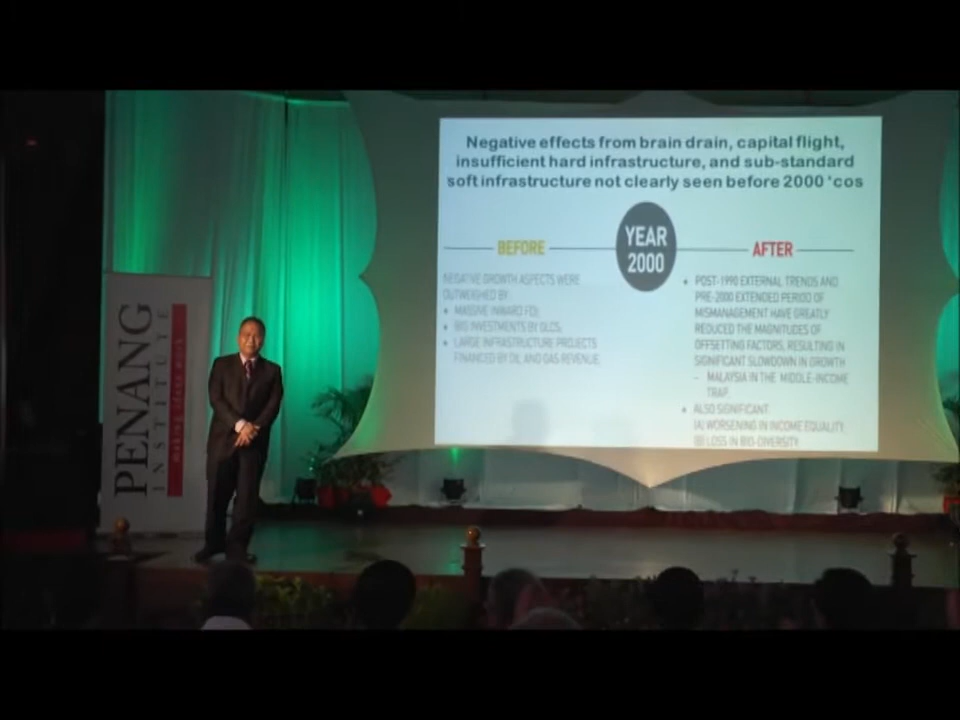 Negative effects from brain drain, capital flight,
insufficient hard infrastructure, and sub-standard
soft infrastructure not clearly seen before 2000 'cos
YEAR
2000
BEFORE
NEGATIVE GROWTH ASPECTS WERE
OUTWEIGHED BY:
• MASSIVE INWARD FDI;
• BIG INVESTMENTS BY GLCS;
• LARGE INFRASTRUCTURE PROJECTS
FINANCED BY OIL AND GAS REVENUE.
AFTER
• POST-1990 EXTERNAL TRENDS AND
PRE-2000 EXTENDED PERIOD OF
MISMANAGEMENT HAVE GREATLY
REDUCED THE MAGNITUDES OF
OFFSETTING FACTORS, RESULTING IN
SIGNIFICANT SLOWDOWN IN GROWTH
– MALAYSIA IN THE MIDDLE-INCOME
TRAP.
• ALSO SIGNIFICANT:
(A) WORSENING IN INCOME EQUALITY
(B) LOSS IN BIO-DIVERSITY
PENANG
INSTITUTE
making ideas work